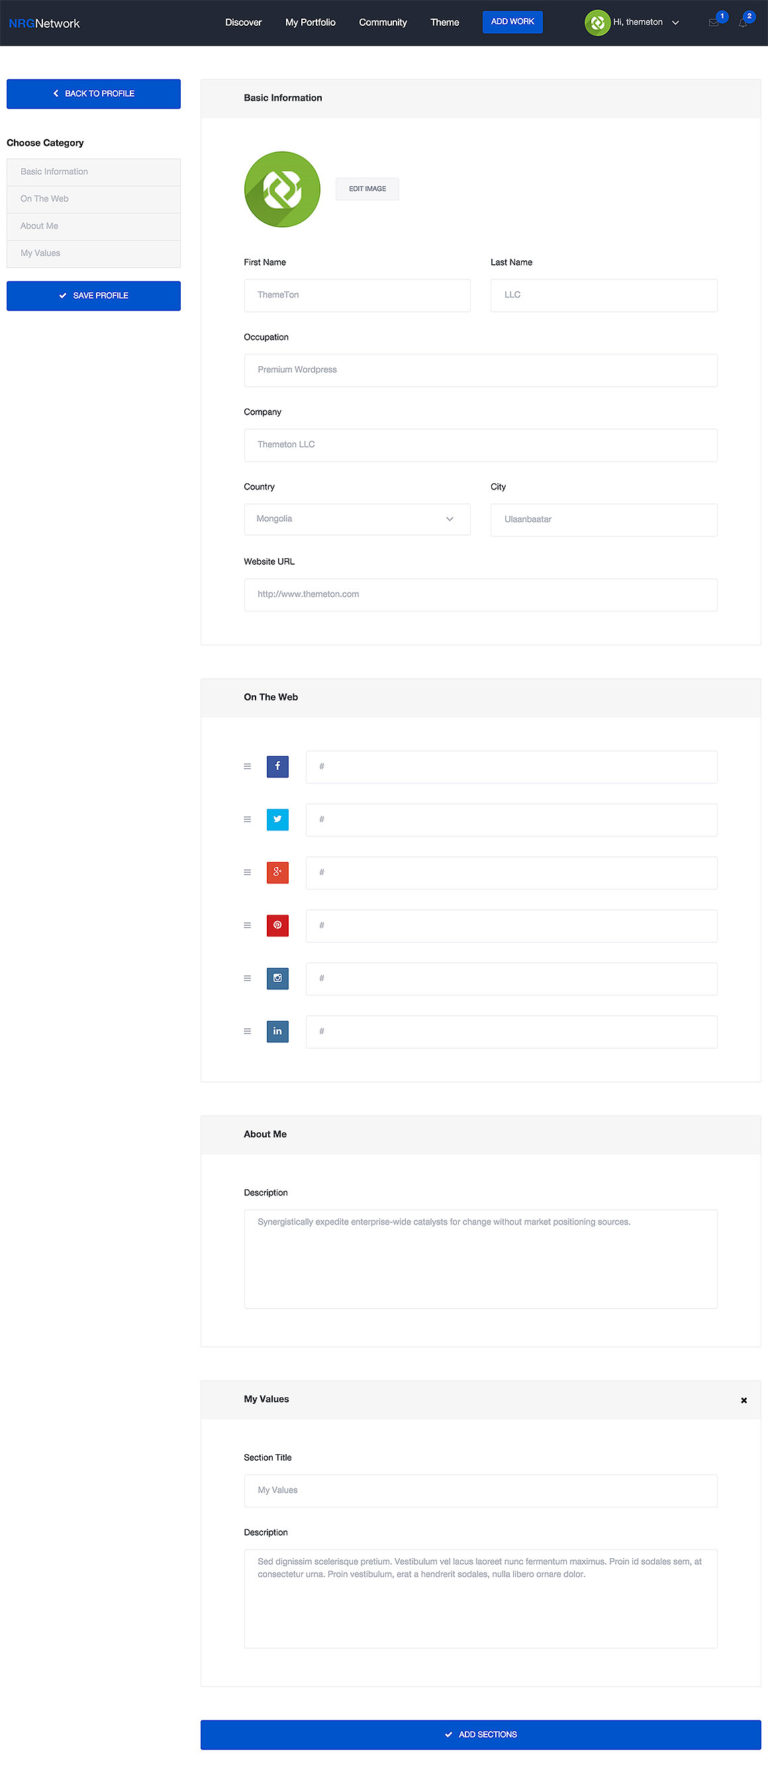 NRGNetwork
Discover
My Portfolio
Community
Theme
ADD WORK
Hi, themeton
1
2
BACK TO PROFILE
Choose Category
Basic Information
On The Web
About Me
My Values
SAVE PROFILE
Basic Information
EDIT IMAGE
First Name
Last Name
ThemeTon
LLC
Occupation
Premium Wordpress
Company
Themeton LLC
Country
City
Mongolia
Ulaanbaatar
Website URL
http://www.themeton.com
On The Web
f
#
#
g+
#
#
#
in
#
About Me
Description
Synergistically expedite enterprise-wide catalysts for change without market positioning sources.
My Values
Section Title
My Values
Description
Sed dignissim scelerisque pretium. Vestibulum vel lacus laoreet nunc fermentum maximus. Proin id sodales sem, at
consectetur urna. Proin vestibulum, erat a hendrerit sodales, nulla libero ornare dolor.
ADD SECTIONS